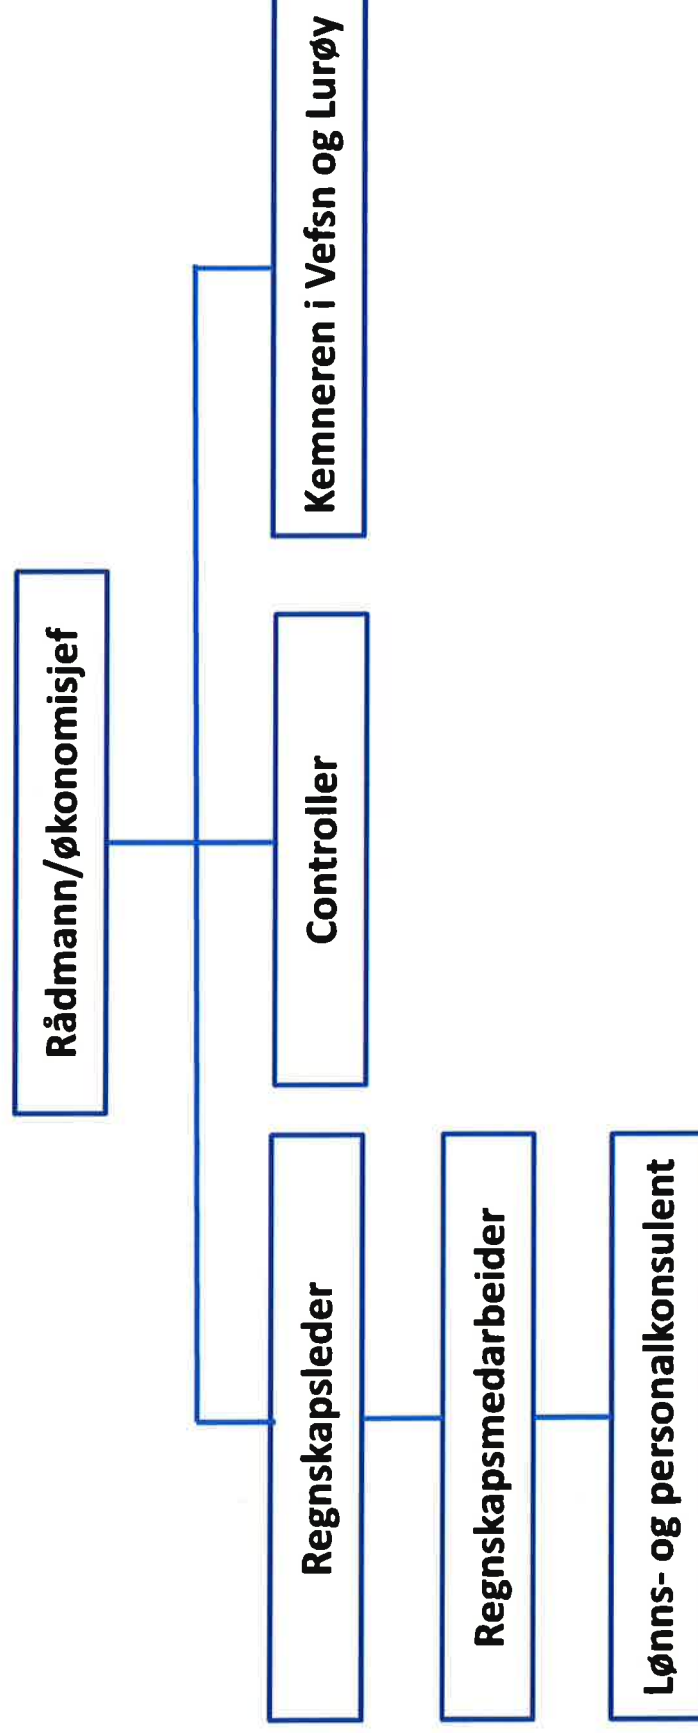 Rådmann/økonomisjef
Regnskapsleder
Controller
Kemneren i Vefsn og Lurøy
Regnskapsmedarbeider
Lønns- og personalkonsulent